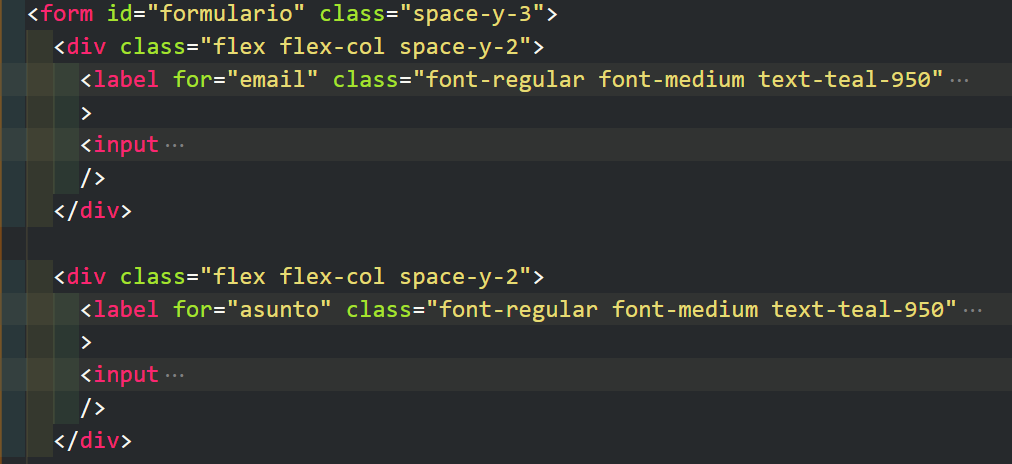 <form id="formulario" class="space-y-3">
<div class="flex flex-col space-y-2">
<label for="email" class="font-regular font-medium text-teal-950"···
>
<input···
/>
</div>
<div class="flex flex-col space-y-2">
<label for="asunto" class="font-regular font-medium text-teal-950"···
>
<input···
/>
</div>